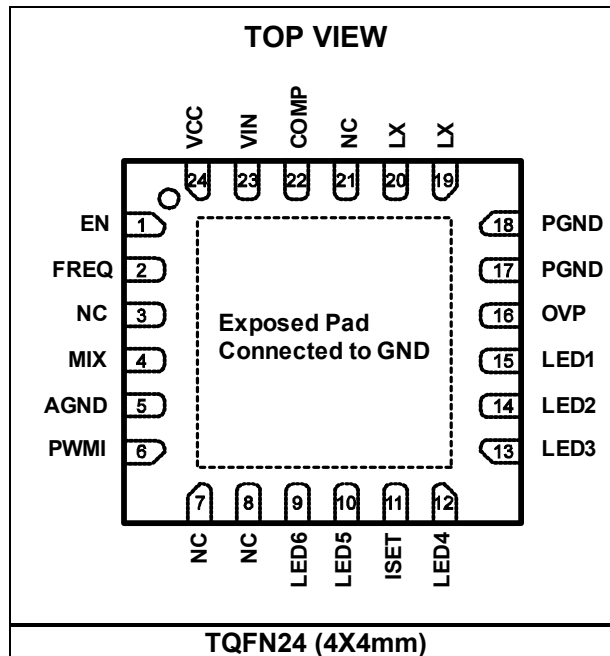 TOP VIEW
VCC VIN COMP NC LX LX
24 23 22 21 20 19
EN 1 18 PGND
FREQ 2 17 PGND
NC 3 16 OVP
MIX 4 15 LED1
AGND 5 14 LED2
PWMI 6 13 LED3
Exposed Pad
Connected to GND
7 8 9 10 11 12
NC NC LED6 LED5 ISET LED4
TQFN24 (4X4mm)